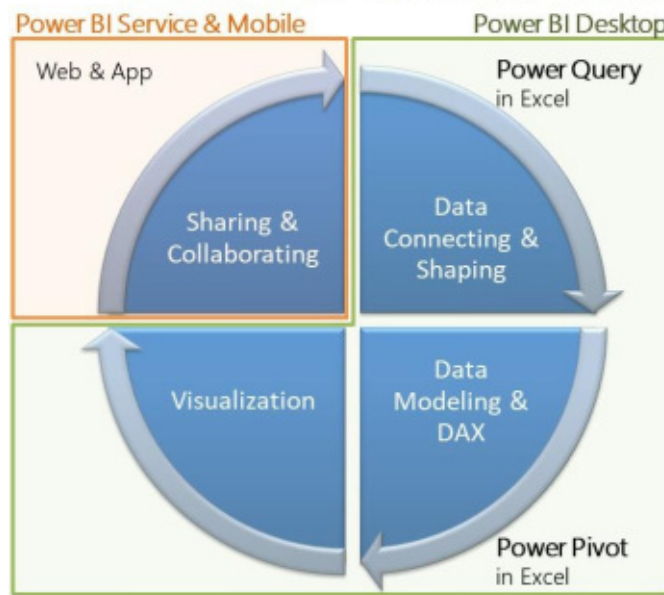 Power BI Service & Mobile
Power BI Desktop
Web & App
Power Query
in Excel
Sharing &
Collaborating
Data
Connecting &
Shaping
Visualization
Data
Modeling &
DAX
Power Pivot
in Excel